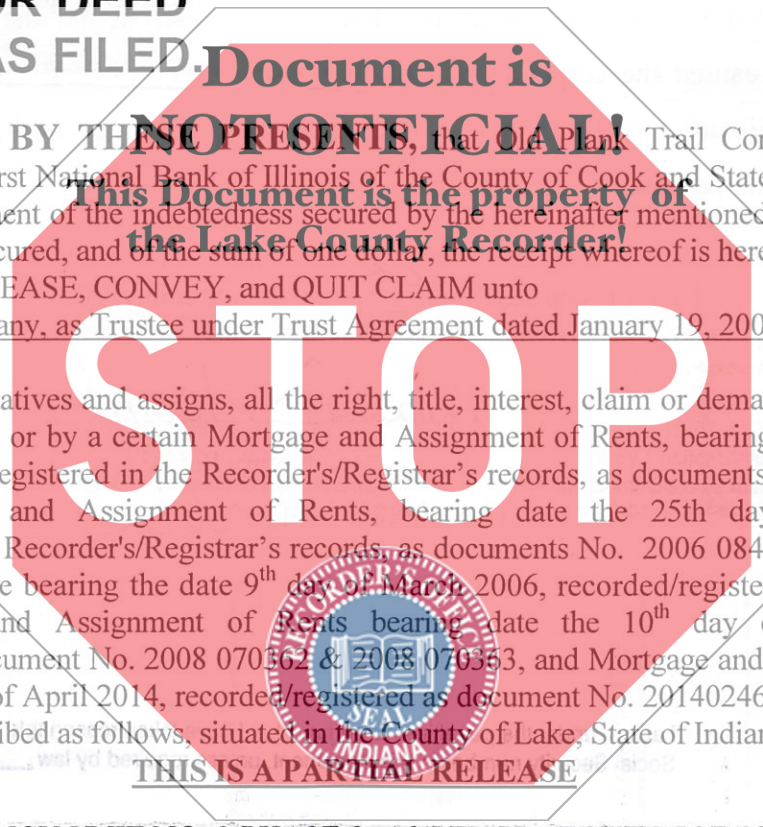 OR DEED
AS FILED.
Document is
NOT OFFICIAL!
This Document is the property of
the Lake County Recorder!
BY THESE PRESENTS, that Old Plank Trail Con
rst National Bank of Illinois of the County of Cook and State
ent of the indebtedness secured by the hereinafter mentioned
cured, and of the sum of one dollar, the receipt whereof is here
EASE, CONVEY, and QUIT CLAIM unto
any, as Trustee under Trust Agreement dated January 19, 200
STOP
atives and assigns, all the right, title, interest, claim or dema
or by a certain Mortgage and Assignment of Rents, bearing
egistered in the Recorder's/Registrar's records, as documents
and Assignment of Rents, bearing date the 25th day
Recorder's/Registrar's records, as documents No. 2006 084
e bearing the date 9th day of March 2006, recorded/registe
nd Assignment of Rents bearing date the 10th day
cument No. 2008 070362 & 2008 070363, and Mortgage and
of April 2014, recorded/registered as document No. 20140246
ibed as follows, situated in the County of Lake, State of Indian
RECORDER'S OFFICE
SEAL
INDIANA
THIS IS A PARTIAL RELEASE